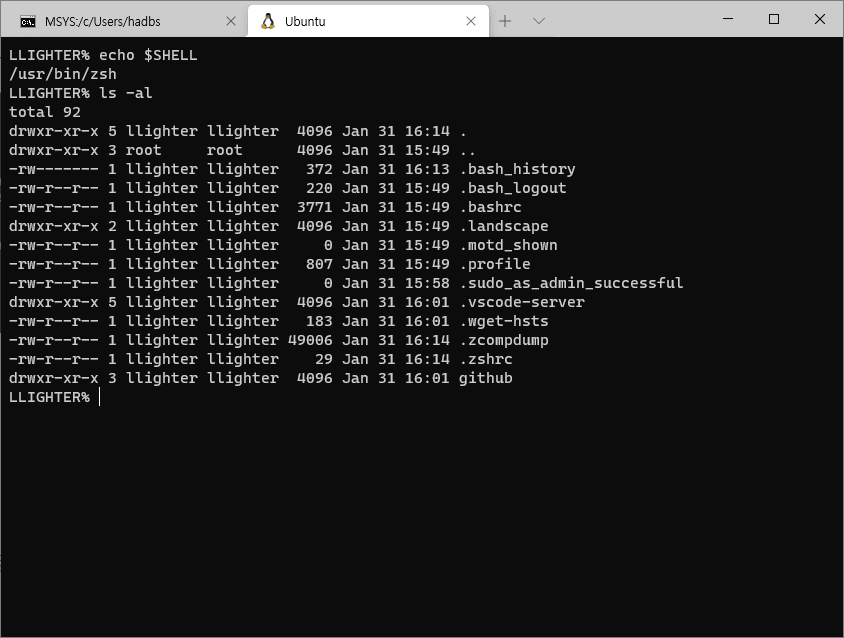 MSYS:/c/Users/hadbs
Ubuntu
LLIGHTER% echo $SHELL
/usr/bin/zsh
LLIGHTER% ls -al
total 92
drwxr-xr-x 5 llighter llighter  4096 Jan 31 16:14 .
drwxr-xr-x 3 root     root      4096 Jan 31 15:49 ..
-rw------- 1 llighter llighter   372 Jan 31 16:13 .bash_history
-rw-r--r-- 1 llighter llighter   220 Jan 31 15:49 .bash_logout
-rw-r--r-- 1 llighter llighter  3771 Jan 31 15:49 .bashrc
drwxr-xr-x 2 llighter llighter  4096 Jan 31 15:49 .landscape
-rw-r--r-- 1 llighter llighter     0 Jan 31 15:49 .motd_shown
-rw-r--r-- 1 llighter llighter   807 Jan 31 15:49 .profile
-rw-r--r-- 1 llighter llighter     0 Jan 31 15:58 .sudo_as_admin_successful
drwxr-xr-x 5 llighter llighter  4096 Jan 31 16:01 .vscode-server
-rw-r--r-- 1 llighter llighter   183 Jan 31 16:01 .wget-hsts
-rw-r--r-- 1 llighter llighter 49006 Jan 31 16:14 .zcompdump
-rw-r--r-- 1 llighter llighter    29 Jan 31 16:14 .zshrc
drwxr-xr-x 3 llighter llighter  4096 Jan 31 16:01 github
LLIGHTER%